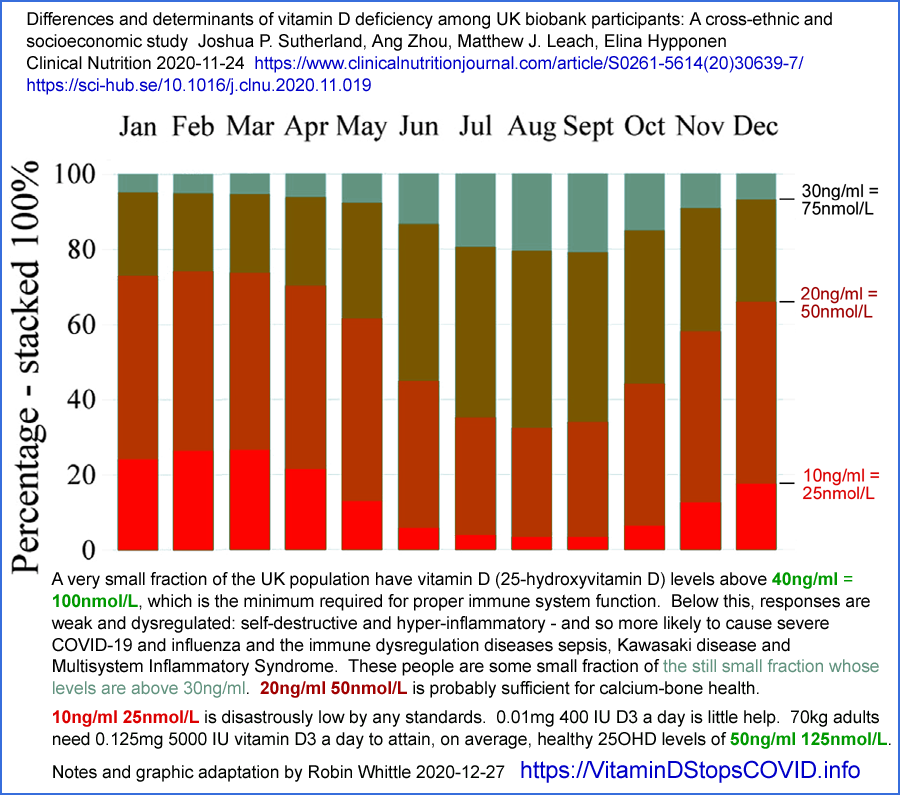 Differences and determinants of vitamin D deficiency among UK biobank participants: A cross-ethnic and
socioeconomic study  Joshua P. Sutherland, Ang Zhou, Matthew J. Leach, Elina Hypponen
Clinical Nutrition 2020-11-24  https://www.clinicalnutritionjournal.com/article/S0261-5614(20)30639-7/
https://sci-hub.se/10.1016/j.clnu.2020.11.019
Jan Feb Mar Apr May Jun Jul Aug Sept Oct Nov Dec
Percentage - stacked 100%
100
80
60
40
20
0
30ng/ml =
75nmol/L
20ng/ml =
50nmol/L
10ng/ml =
25nmol/L
A very small fraction of the UK population have vitamin D (25-hydroxyvitamin D) levels above 40ng/ml =
100nmol/L, which is the minimum required for proper immune system function.  Below this, responses are
weak and dysregulated: self-destructive and hyper-inflammatory - and so more likely to cause severe
COVID-19 and influenza and the immune dysregulation diseases sepsis, Kawasaki disease and
Multisystem Inflammatory Syndrome.  These people are some small fraction of the still small fraction whose
levels are above 30ng/ml.  20ng/ml 50nmol/L is probably sufficient for calcium-bone health.
10ng/ml 25nmol/L is disastrously low by any standards.  0.01mg 400 IU D3 a day is little help.  70kg adults
need 0.125mg 5000 IU vitamin D3 a day to attain, on average, healthy 25OHD levels of 50ng/ml 125nmol/L.
Notes and graphic adaptation by Robin Whittle 2020-12-27  https://VitaminDStopsCOVID.info